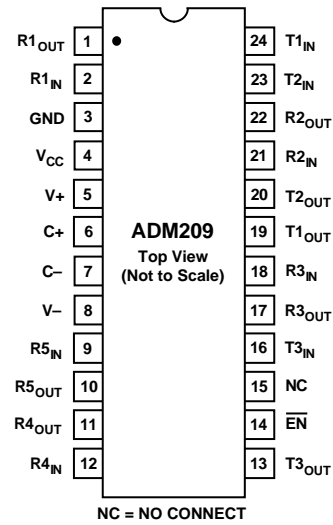 R1OUT 1 24 T1IN
R1IN 2 23 T2IN
GND 3 22 R2OUT
VCC 4 21 R2IN
V+ 5 20 T2OUT
C+ 6 ADM209 19 T1OUT
Top View
(Not to Scale)
C– 7 18 R3IN
V– 8 17 R3OUT
R5IN 9 16 T3IN
R5OUT 10 15 NC
R4OUT 11 14 E̅N̅
R4IN 12 13 T3OUT
NC = NO CONNECT